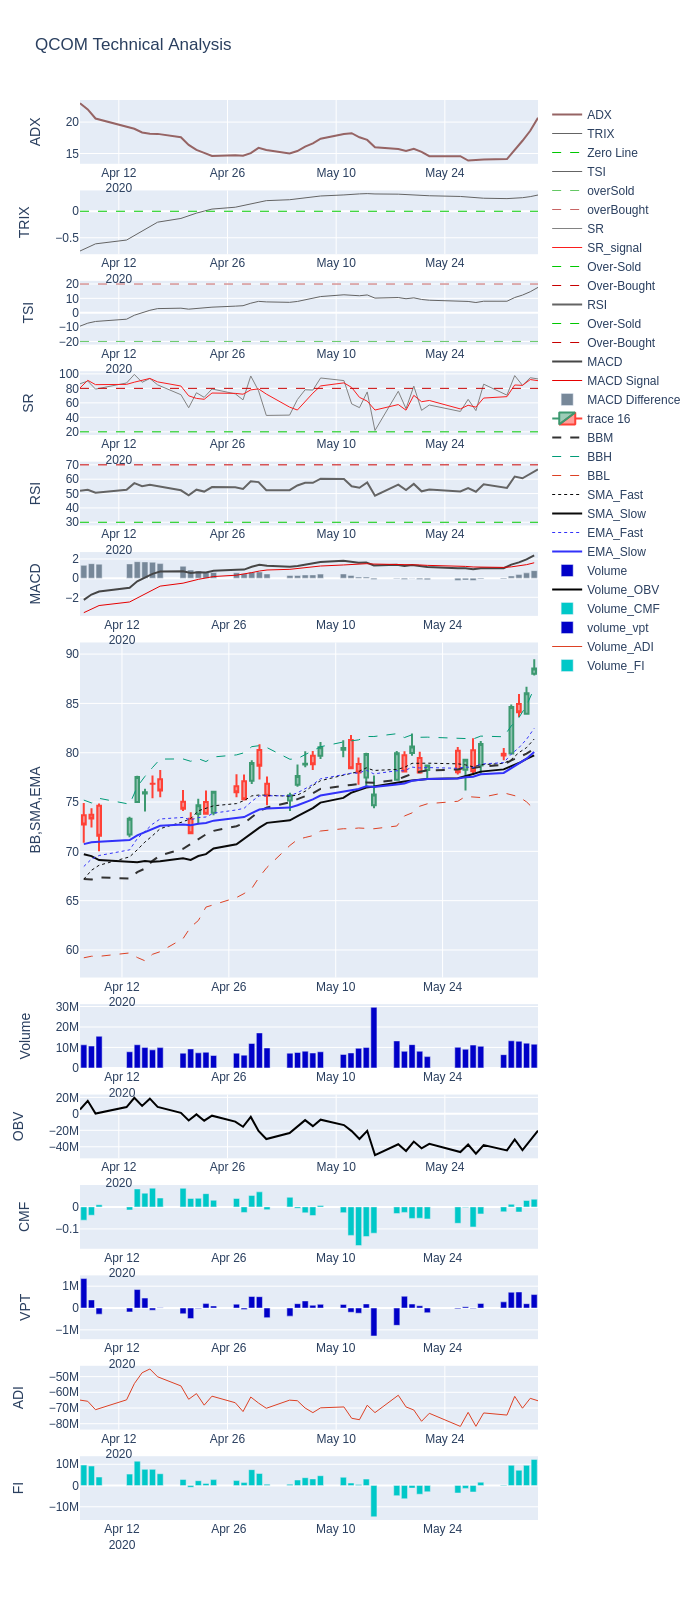 QCOM Technical Analysis
ADX
20
15
Apr 12
2020
Apr 26
May 10
May 24
TRIX
0
−0.5
Apr 12
2020
Apr 26
May 10
May 24
TSI
20
10
0
−10
−20
Apr 12
2020
Apr 26
May 10
May 24
SR
100
80
60
40
20
Apr 12
2020
Apr 26
May 10
May 24
RSI
70
60
50
40
30
Apr 12
2020
Apr 26
May 10
May 24
MACD
2
0
−2
Apr 12
2020
Apr 26
May 10
May 24
BB,SMA,EMA
90
85
80
75
70
65
60
Apr 12
2020
Apr 26
May 10
May 24
Volume
30M
20M
10M
0
Apr 12
2020
Apr 26
May 10
May 24
OBV
20M
0
−20M
−40M
Apr 12
2020
Apr 26
May 10
May 24
CMF
0
−0.1
Apr 12
2020
Apr 26
May 10
May 24
VPT
1M
0
−1M
Apr 12
2020
Apr 26
May 10
May 24
ADI
−50M
−60M
−70M
−80M
Apr 12
2020
Apr 26
May 10
May 24
FI
10M
0
−10M
Apr 12
2020
Apr 26
May 10
May 24
ADX
TRIX
Zero Line
TSI
overSold
overBought
SR
SR_signal
Over-Sold
Over-Bought
RSI
Over-Sold
Over-Bought
MACD
MACD Signal
MACD Difference
trace 16
BBM
BBH
BBL
SMA_Fast
SMA_Slow
EMA_Fast
EMA_Slow
Volume
Volume_OBV
Volume_CMF
volume_vpt
Volume_ADI
Volume_FI